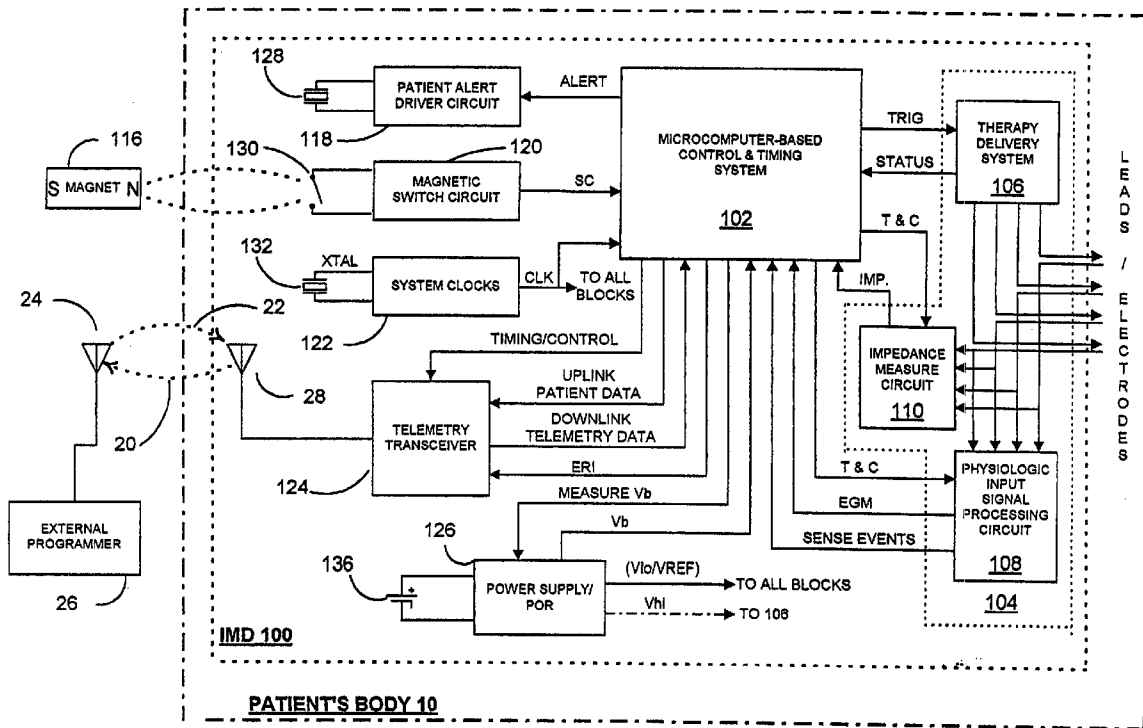 128
PATIENT ALERT
DRIVER CIRCUIT
118
ALERT
116
S MAGNET N
130
120
MAGNETIC
SWITCH CIRCUIT
SC
MICROCOMPUTER-BASED
CONTROL & TIMING
SYSTEM
102
TRIG
STATUS
T & C
IMP.
THERAPY
DELIVERY
SYSTEM
106
LEADS / ELECTRODES
132
XTAL
SYSTEM CLOCKS
122
CLK
TO ALL
BLOCKS
24
22
20
28
TIMING/CONTROL
UPLINK
PATIENT DATA
DOWNLINK
TELEMETRY DATA
ERI
TELEMETRY
TRANSCEIVER
124
IMPEDANCE
MEASURE
CIRCUIT
110
EXTERNAL
PROGRAMMER
26
MEASURE Vb
Vb
126
136
+
POWER SUPPLY/
POR
(Vlo/VREF)
TO ALL BLOCKS
Vhi
TO 106
T & C
EGM
SENSE EVENTS
PHYSIOLOGIC
INPUT
SIGNAL
PROCESSING
CIRCUIT
108
104
IMD 100
PATIENT'S BODY 10